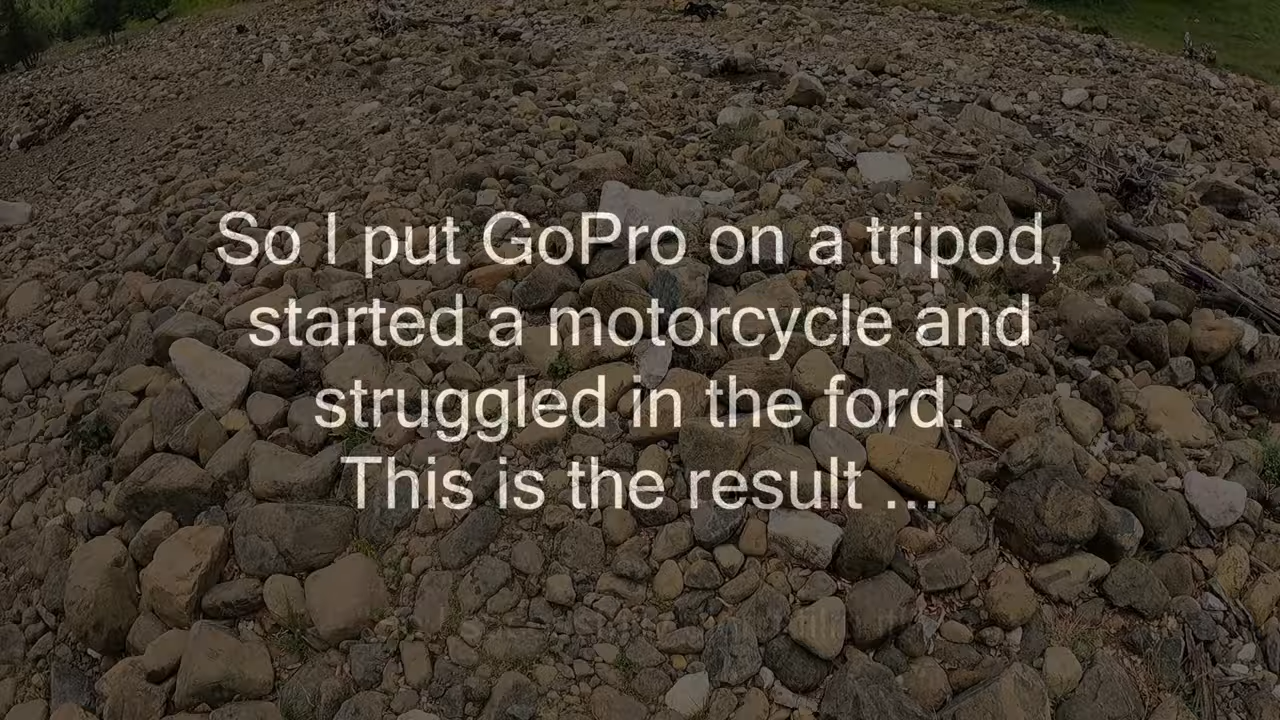 So I put GoPro on a tripod,
started a motorcycle and
struggled in the ford.
This is the result ...